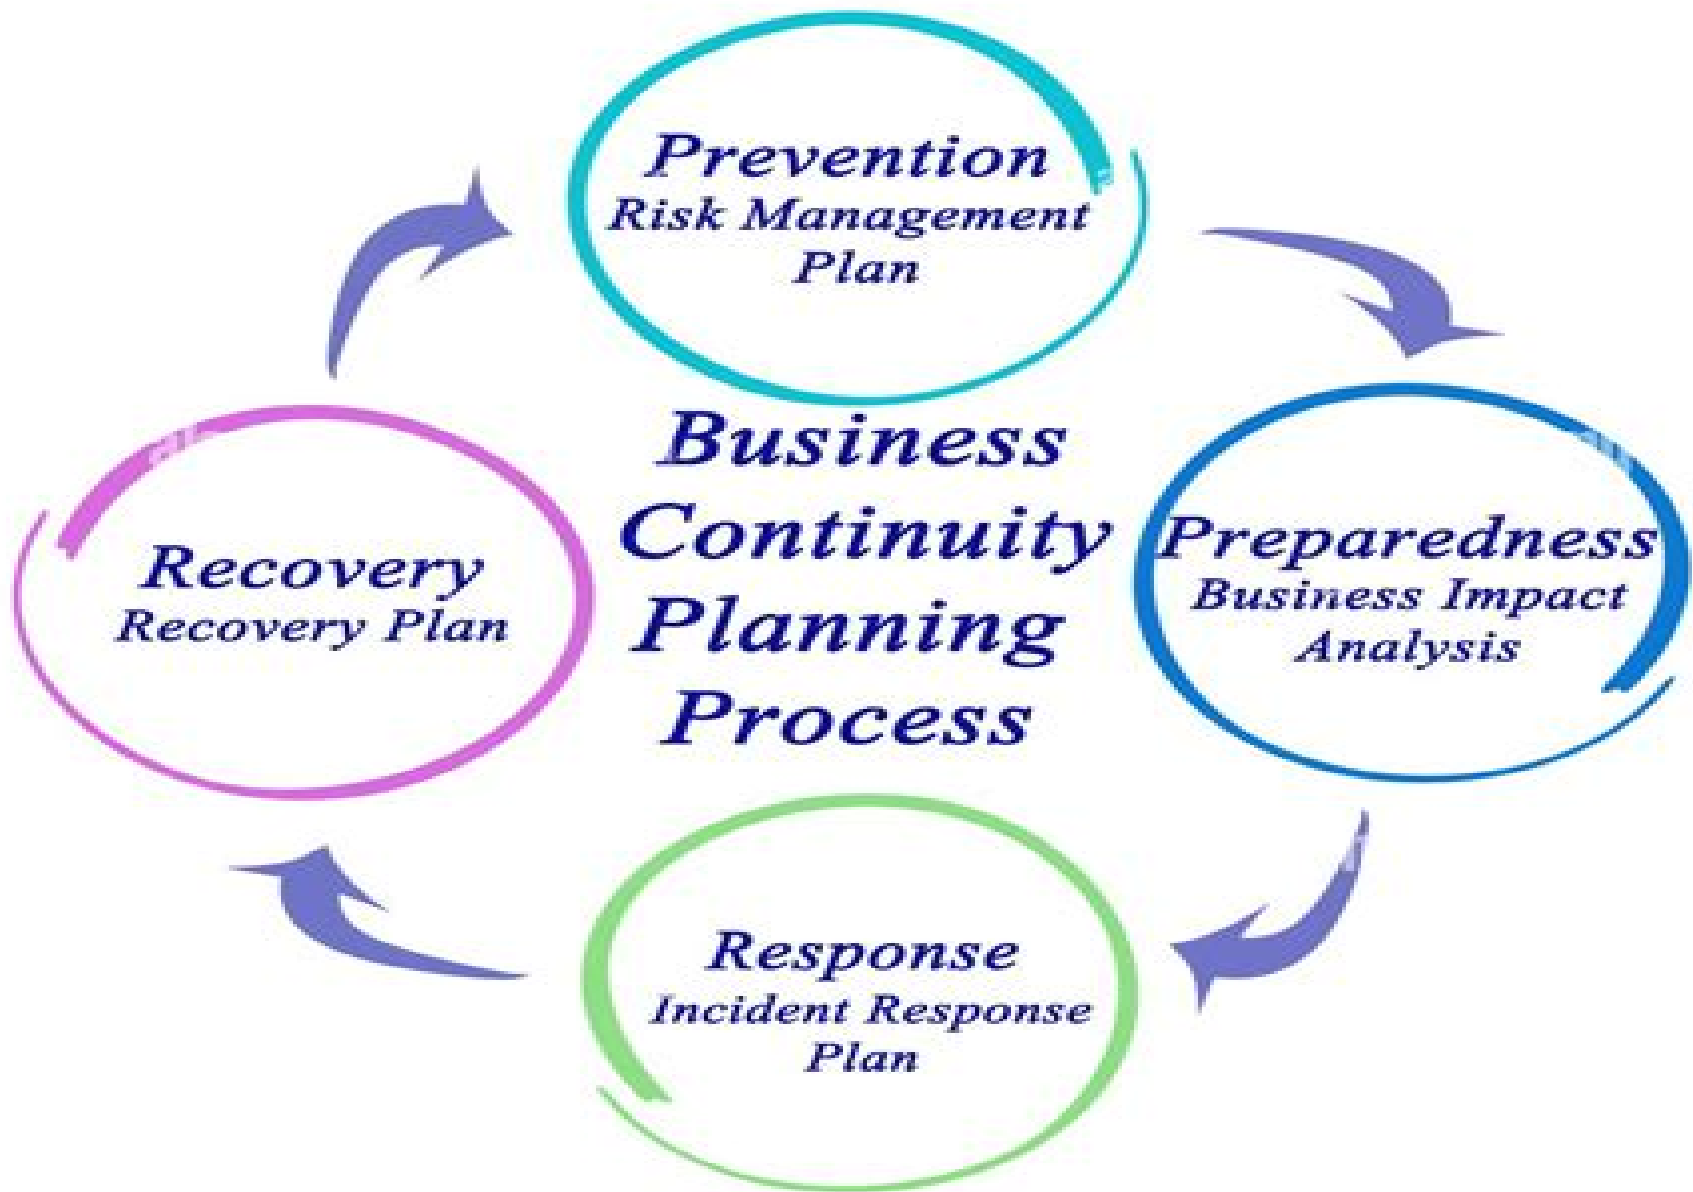 Prevention
Risk Management
Plan
Business
Continuity
Planning
Process
Preparedness
Business Impact
Analysis
Recovery
Recovery Plan
Response
Incident Response
Plan